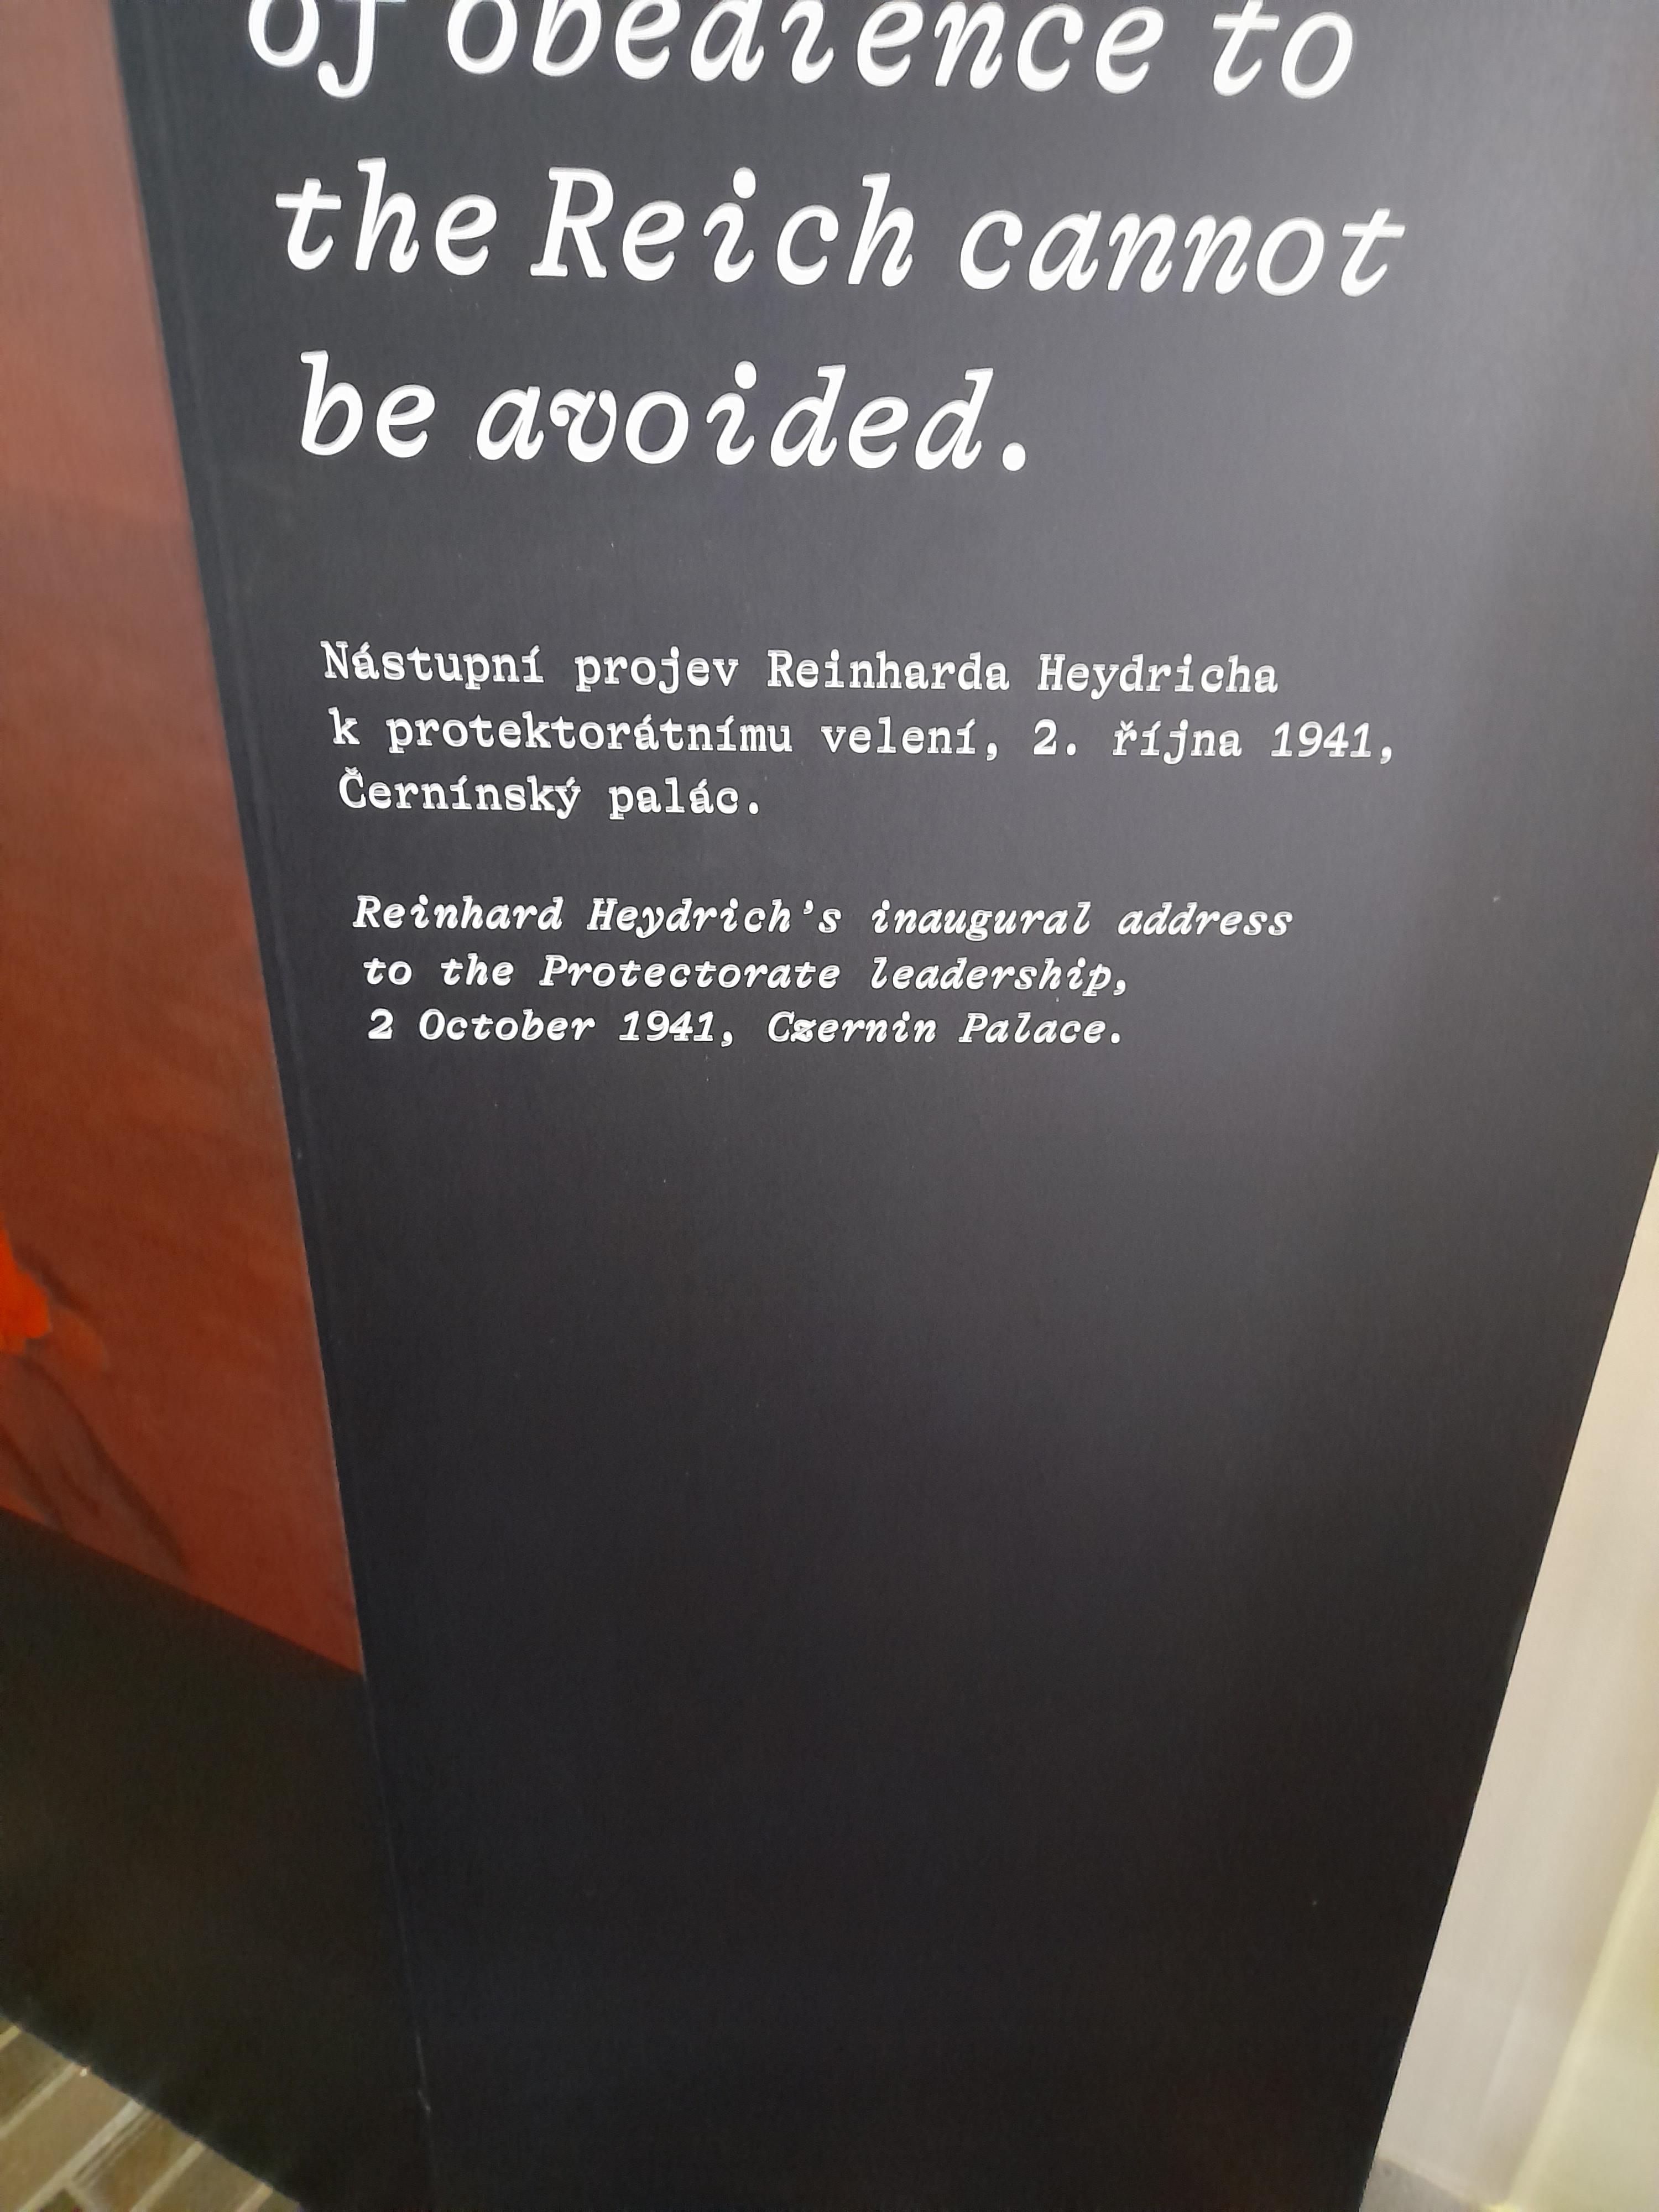 of obedience to
the Reich cannot
be avoided.
Nástupní projev Reinharda Heydricha
k protektorátnímu velení, 2. října 1941,
Černínský palác.
Reinhard Heydrich's inaugural address
to the Protectorate leadership,
2 October 1941, Czernin Palace.